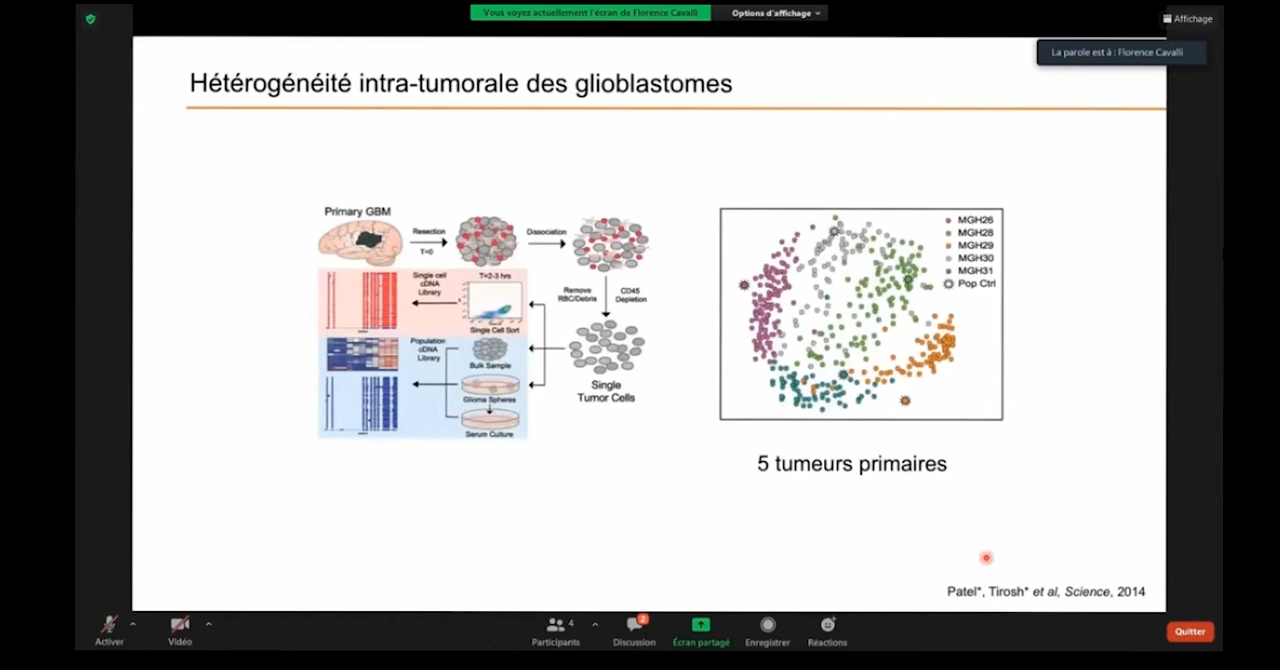 Vous voyez actuellement l'écran de Florence Cavalli
Options d'affichage
Affichage
La parole est à : Florence Cavalli
Hétérogénéité intra-tumorale des glioblastomes
Primary GBM
Resection
T=0
Dissociation
Single cell
cDNA
Library
T=2-3 hrs
Single Cell Sort
Remove
RBC/Debris
CD45
Depletion
Population
cDNA
Library
Bulk Sample
Glioma Spheres
Serum Culture
Single
Tumor Cells
MGH26
MGH28
MGH29
MGH30
MGH31
Pop Ctrl
5 tumeurs primaires
Patel*, Tirosh* et al, Science, 2014
Activer
Vidéo
4
Participants
2
Discussion
Écran partagé
Enregistrer
Réactions
Quitter